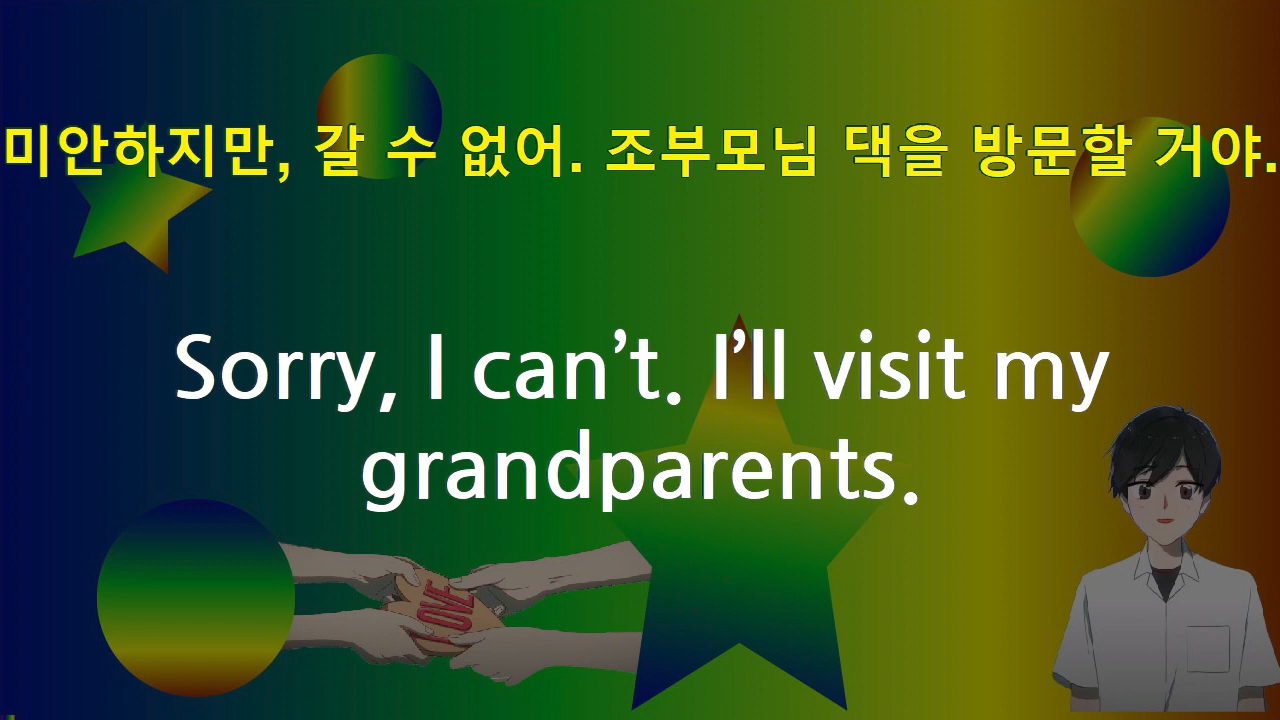 미안하지만, 갈 수 없어. 조부모님 댁을 방문할 거야.
Sorry, I can’t. I’ll visit my
grandparents.
LOVE